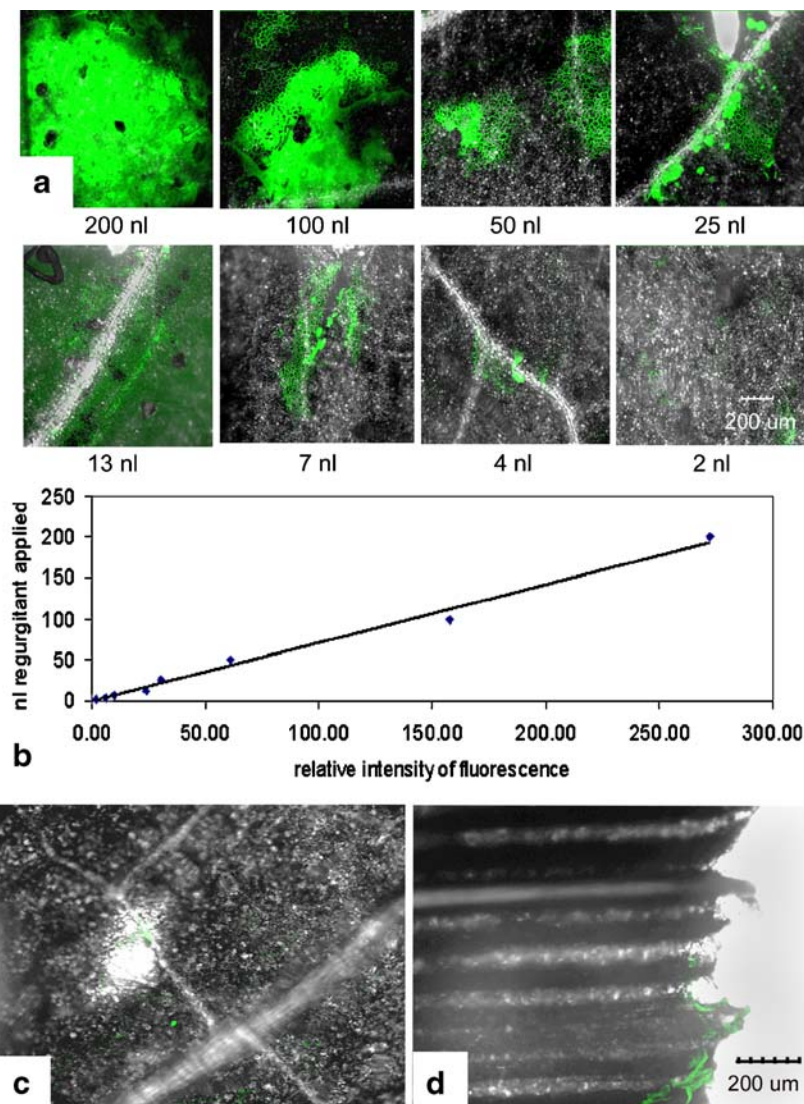 a
200 nl 100 nl 50 nl 25 nl
200 um
13 nl 7 nl 4 nl 2 nl
nl regurgitant applied
250
200
150
100
50
0
0.00 50.00 100.00 150.00 200.00 250.00 300.00
b
relative intensity of fluorescence
c
d
200 um